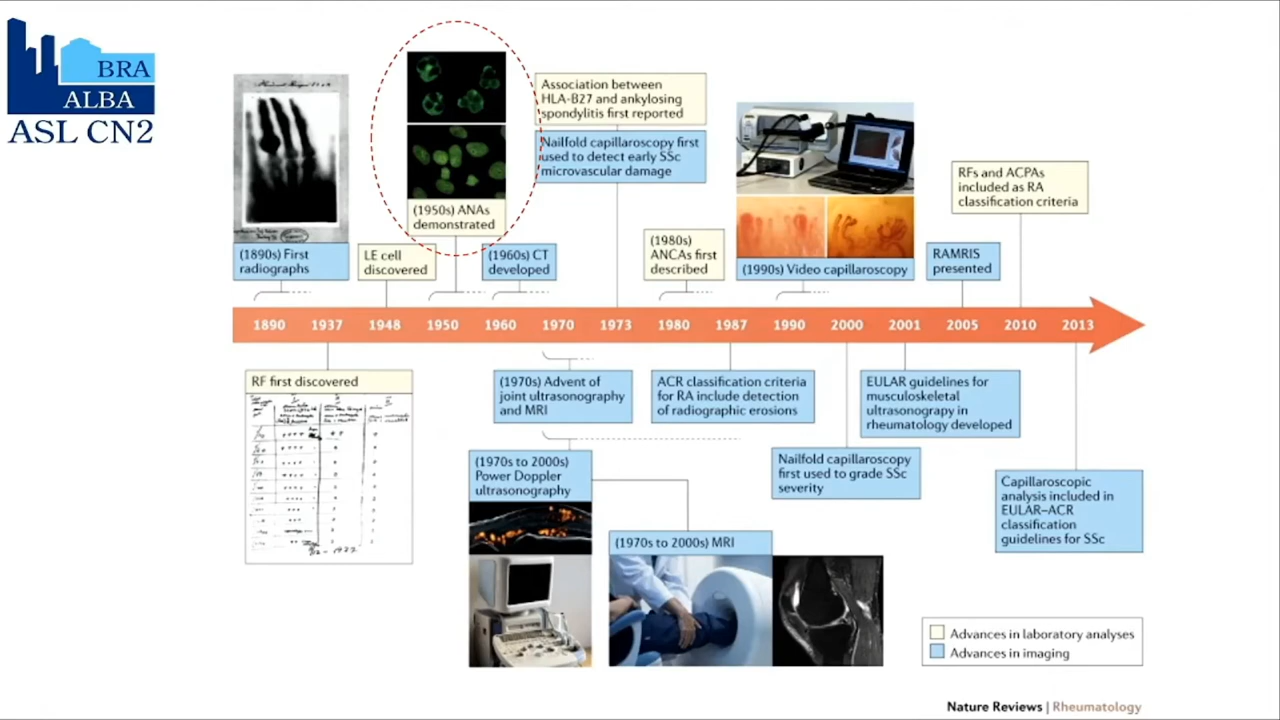 BRA
ALBA
ASL CN2
Association between
HLA-B27 and ankylosing
spondylitis first reported
Nailfold capillaroscopy first
used to detect early SSc
microvascular damage
(1950s) ANAs
demonstrated
RFs and ACPAs
included as RA
classification criteria
(1890s) First
radiographs
LE cell
discovered
(1960s) CT
developed
(1980s)
ANCAs first
described
(1990s) Video capillaroscopy
RAMRIS
presented
1890 1937 1948 1950 1960 1970 1973 1980 1987 1990 2000 2001 2005 2010 2013
RF first discovered
(1970s) Advent of
joint ultrasonography
and MRI
ACR classification criteria
for RA include detection
of radiographic erosions
EULAR guidelines for
musculoskeletal
ultrasonograpy in
rheumatology developed
(1970s to 2000s)
Power Doppler
ultrasonography
Nailfold capillaroscopy
first used to grade SSc
severity
Capillaroscopic
analysis included in
EULAR–ACR
classification
guidelines for SSc
(1970s to 2000s) MRI
Advances in laboratory analyses
Advances in imaging
Nature Reviews | Rheumatology